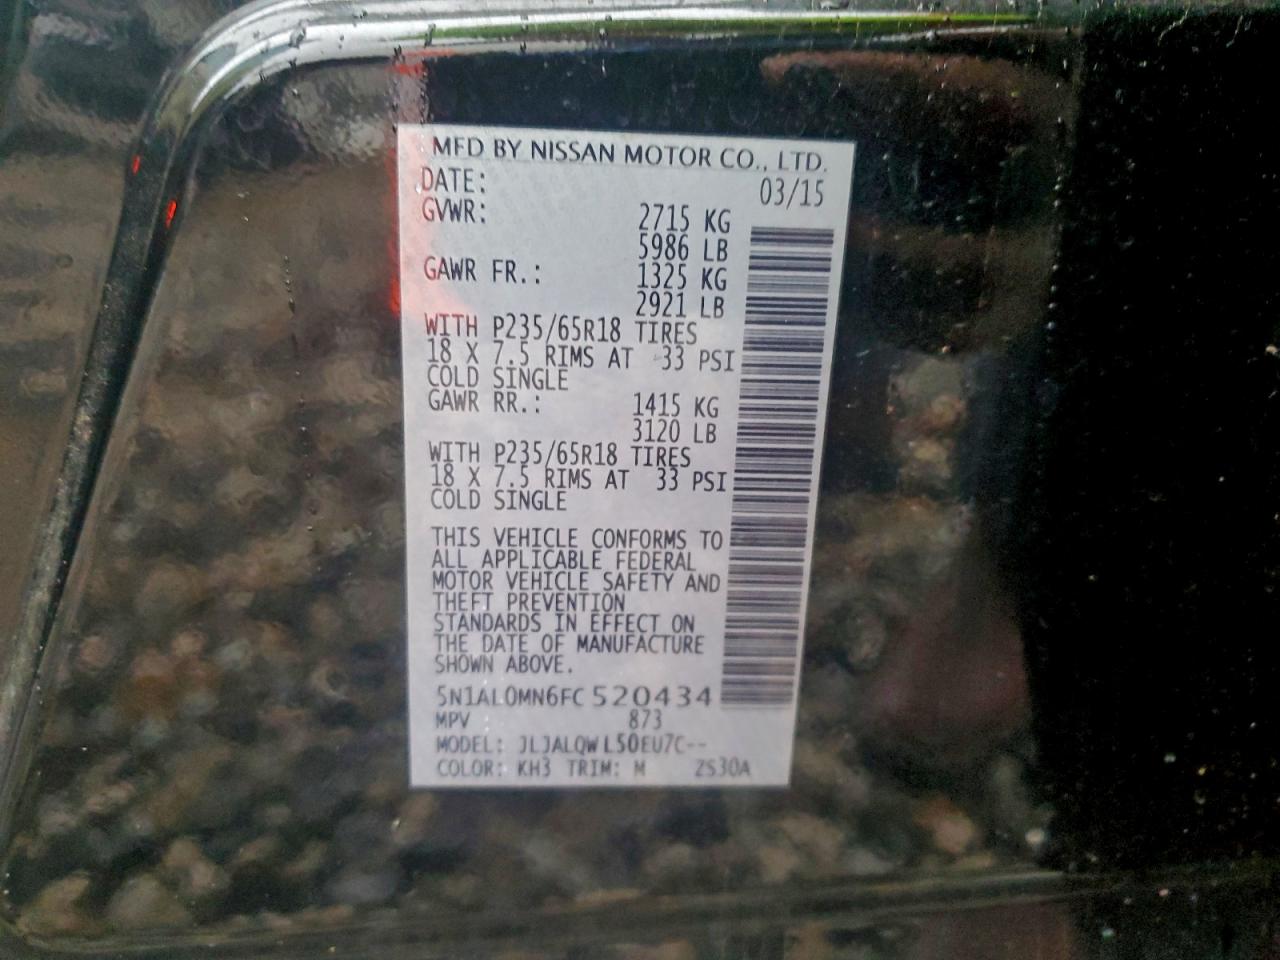 MFD BY NISSAN MOTOR CO., LTD.
DATE: 03/15
GVWR: 2715 KG
5986 LB
GAWR FR.: 1325 KG
2921 LB
WITH P235/65R18 TIRES
18 X 7.5 RIMS AT 33 PSI
COLD SINGLE
GAWR RR.: 1415 KG
3120 LB
WITH P235/65R18 TIRES
18 X 7.5 RIMS AT 33 PSI
COLD SINGLE
THIS VEHICLE CONFORMS TO
ALL APPLICABLE FEDERAL
MOTOR VEHICLE SAFETY AND
THEFT PREVENTION
STANDARDS IN EFFECT ON
THE DATE OF MANUFACTURE
SHOWN ABOVE.
5N1AL0MN6FC520434
MPV 873
MODEL: JLJALQWL50EU7C--
COLOR: KH3 TRIM: M ZS30A